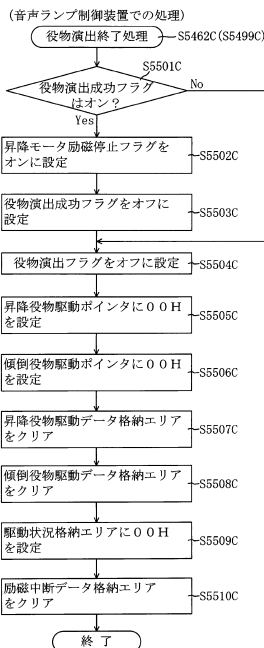 (音声ランプ制御装置での処理)
役物演出終了処理
S5462C(S5499C)
S5501C
役物演出成功フラグ
はオン？
No
Yes
昇降モータ励磁停止フラグを
オンに設定
S5502C
役物演出成功フラグをオフに
設定
S5503C
役物演出フラグをオフに設定
S5504C
昇降役物駆動ポインタに００Ｈ
を設定
S5505C
傾倒役物駆動ポインタに００Ｈ
を設定
S5506C
昇降役物駆動データ格納エリア
をクリア
S5507C
傾倒役物駆動データ格納エリア
をクリア
S5508C
駆動状況格納エリアに００Ｈ
を設定
S5509C
励磁中断データ格納エリア
をクリア
S5510C
終了